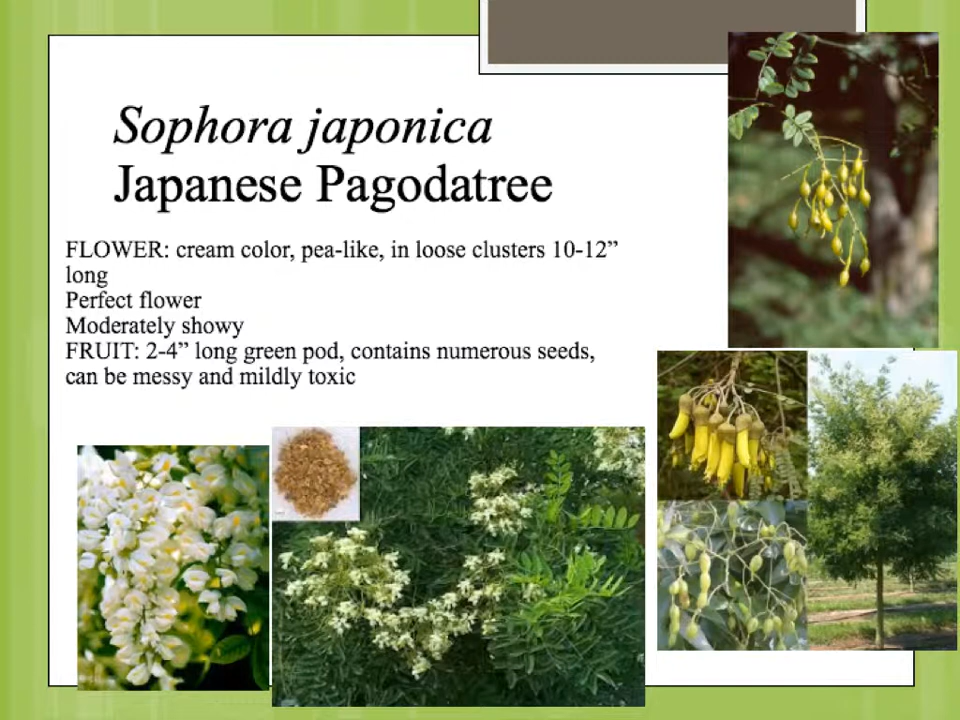 Sophora japonica
Japanese Pagodatree
FLOWER: cream color, pea-like, in loose clusters 10-12”
long
Perfect flower
Moderately showy
FRUIT: 2-4” long green pod, contains numerous seeds,
can be messy and mildly toxic